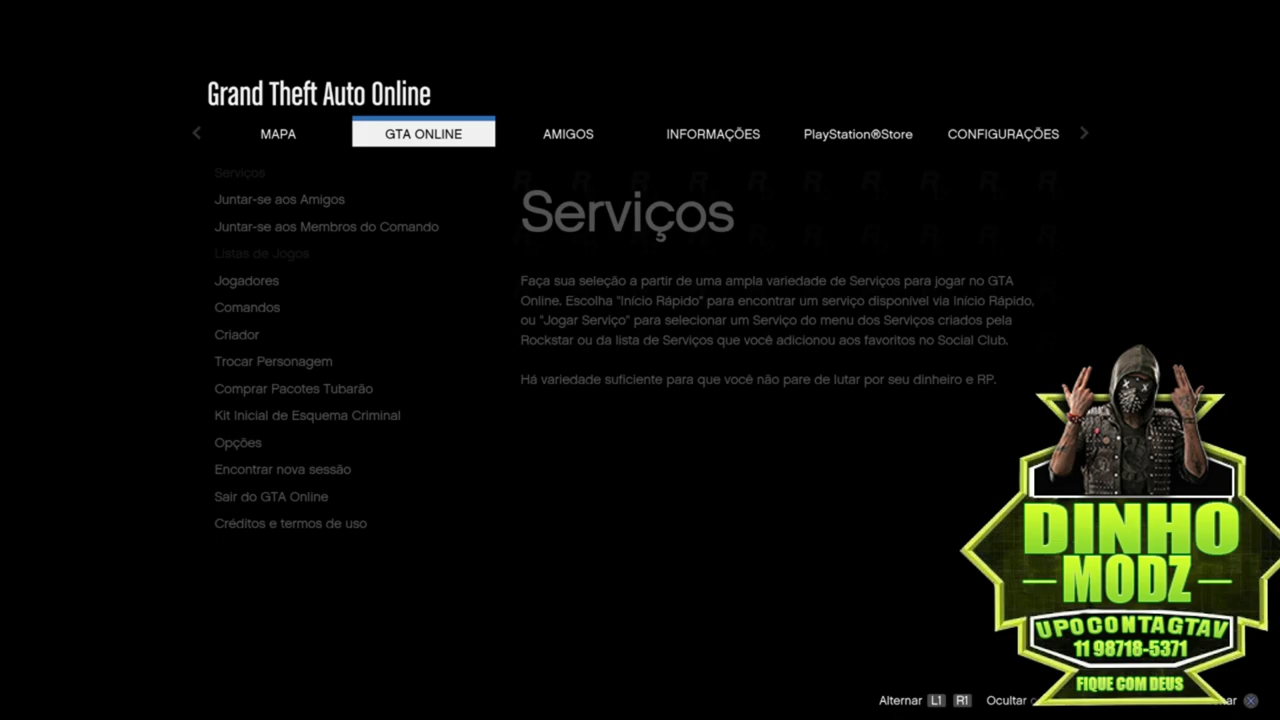 Grand Theft Auto Online
MAPA
GTA ONLINE
AMIGOS
INFORMAÇÕES
PlayStation®Store
CONFIGURAÇÕES
Serviços
Juntar-se aos Amigos
Juntar-se aos Membros do Comando
Listas de Jogos
Jogadores
Comandos
Criador
Trocar Personagem
Comprar Pacotes Tubarão
Kit Inicial de Esquema Criminal
Opções
Encontrar nova sessão
Sair do GTA Online
Créditos e termos de uso
Serviços
Faça sua seleção a partir de uma ampla variedade de Serviços para jogar no GTA
Online. Escolha "Início Rápido" para encontrar um serviço disponível via Início Rápido,
ou "Jogar Serviço" para selecionar um Serviço do menu dos Serviços criados pela
Rockstar ou da lista de Serviços que você adicionou aos favoritos no Social Club.
Há variedade suficiente para que você não pare de lutar por seu dinheiro e RP.
DINHO
MODZ
UPO CONTA GTA V
11 98718-5371
FIQUE COM DEUS
Alternar L1 R1 Ocultar